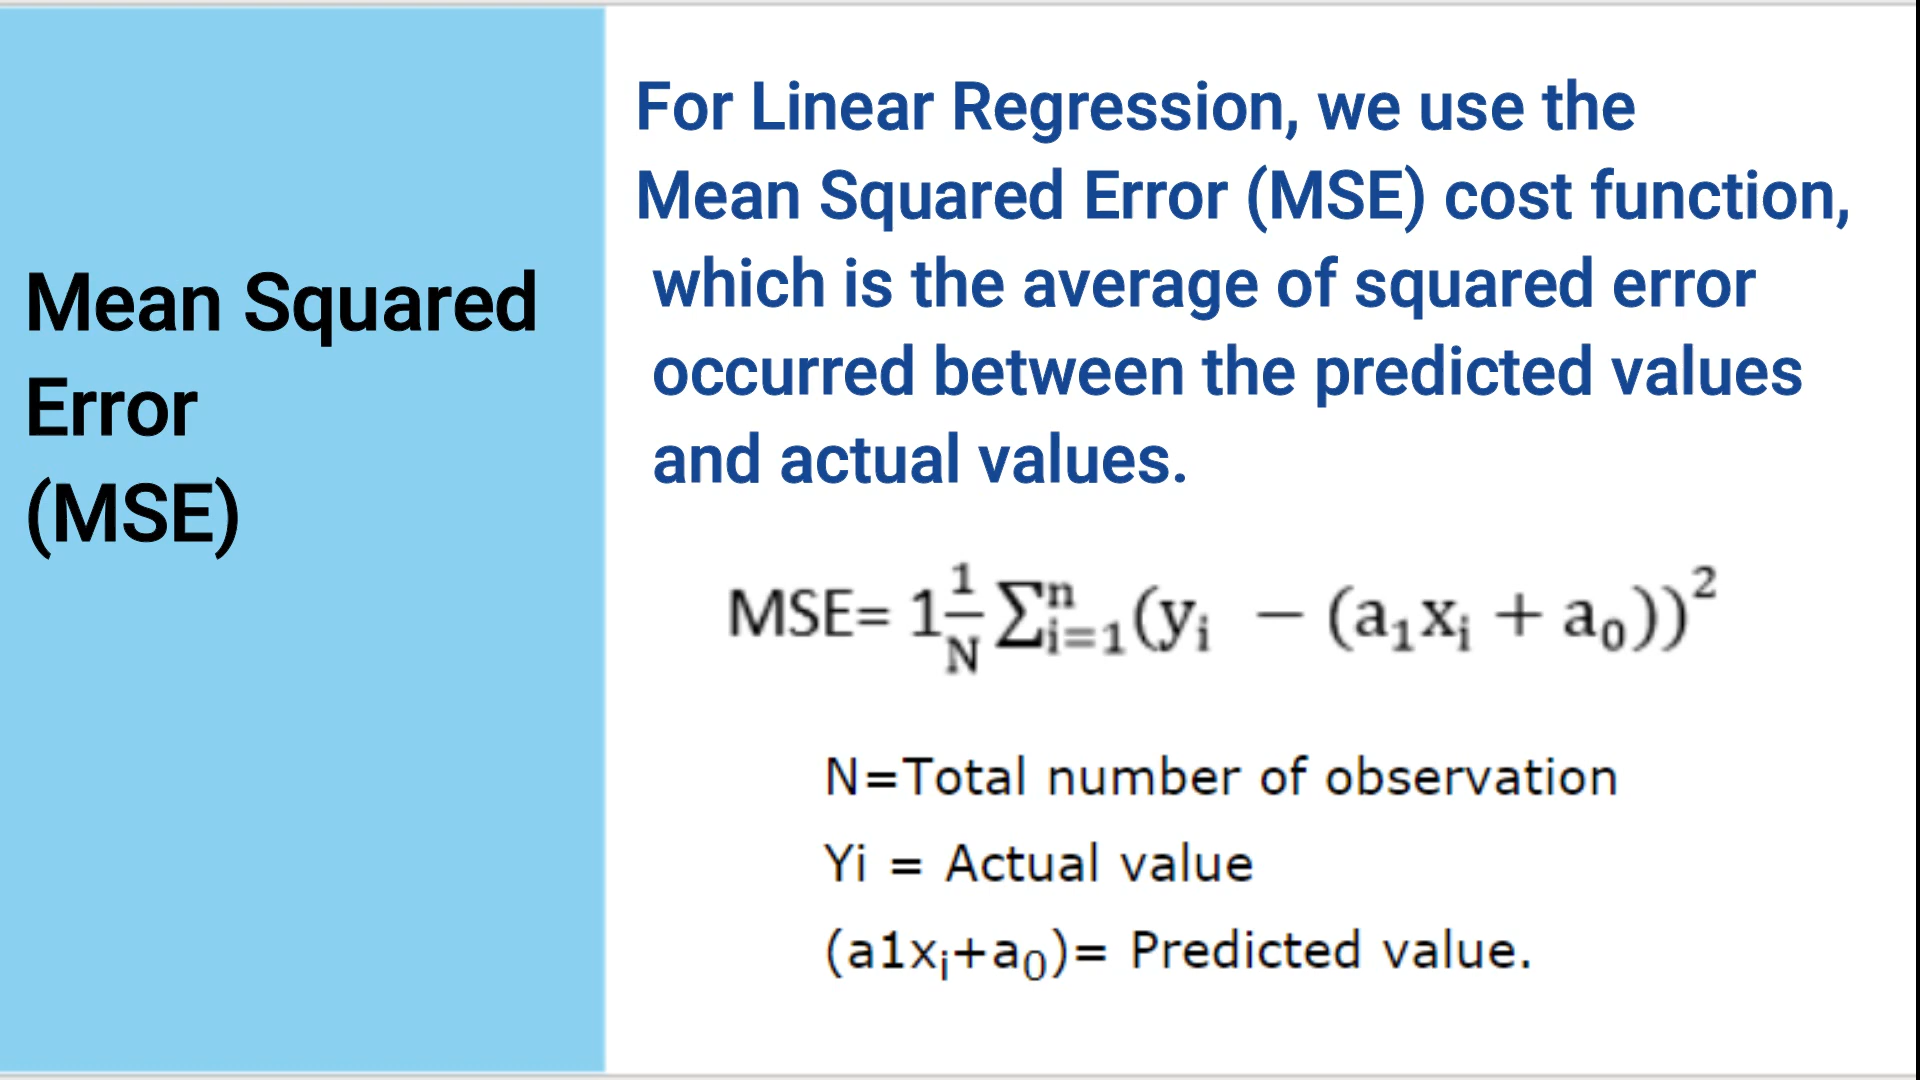 Mean Squared
Error
(MSE)
For Linear Regression, we use the
Mean Squared Error (MSE) cost function,
which is the average of squared error
occurred between the predicted values
and actual values.
MSE= 1 1/N ∑ⁿᵢ₌₁(yᵢ − (a₁xᵢ + a₀))²
N=Total number of observation
Yi = Actual value
(a1xᵢ+a₀)= Predicted value.